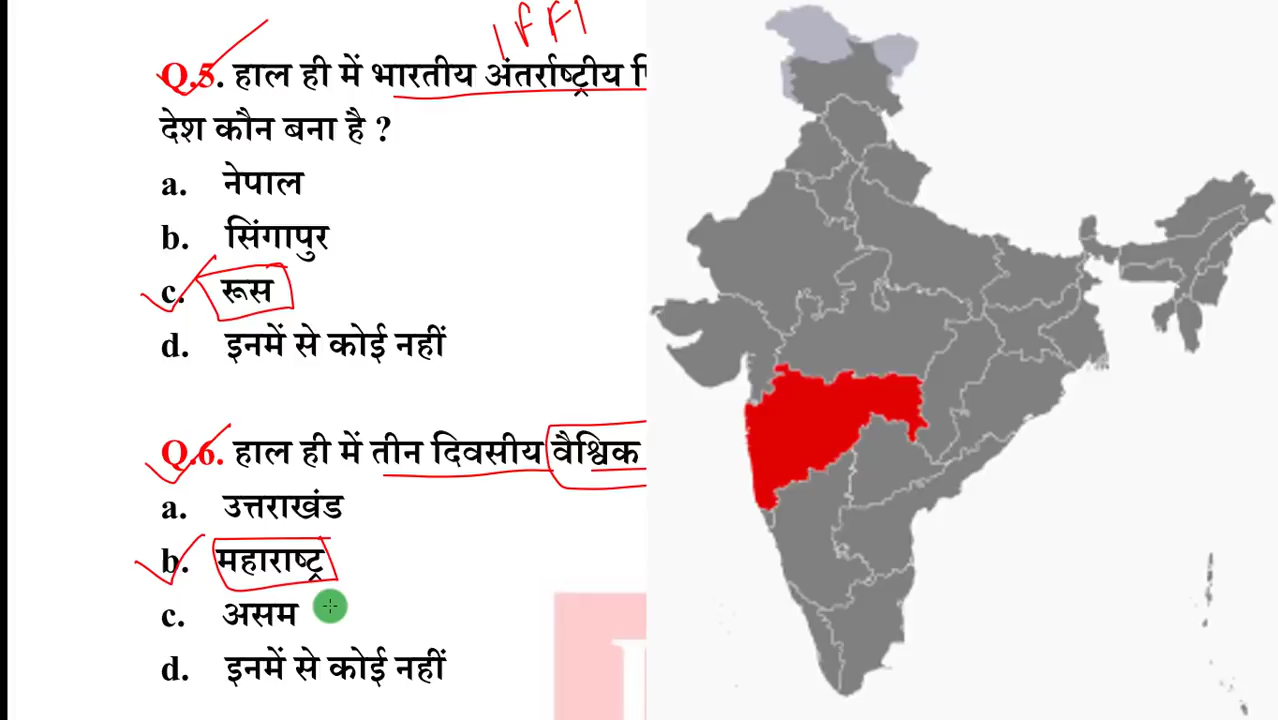 IFFI
Q.5. हाल ही में भारतीय अंतर्राष्ट्रीय
देश कौन बना है ?
a. नेपाल
b. सिंगापुर
c. रूस
d. इनमें से कोई नहीं
Q.6. हाल ही में तीन दिवसीय वैश्विक
a. उत्तराखंड
b. महाराष्ट्र
c. असम
d. इनमें से कोई नहीं